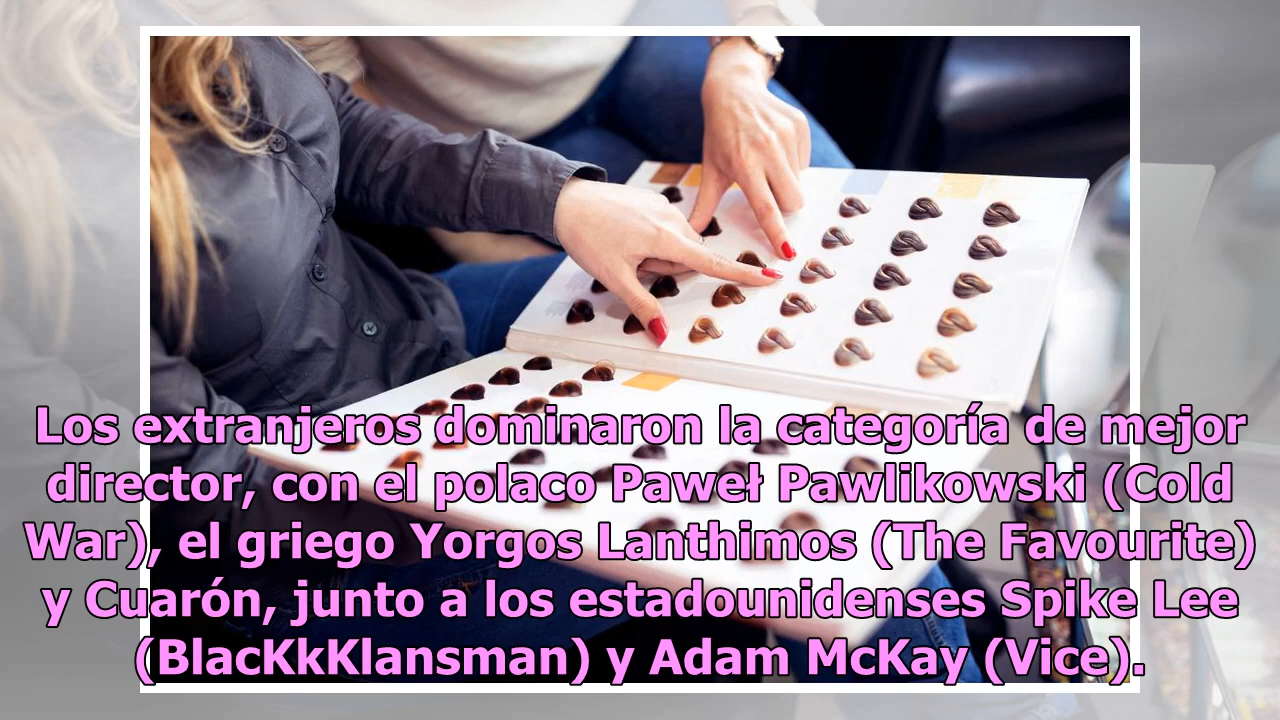 Los extranjeros dominaron la categoría de mejor
director, con el polaco Paweł Pawlikowski (Cold
War), el griego Yorgos Lanthimos (The Favourite)
y Cuarón, junto a los estadounidenses Spike Lee
(BlacKkKlansman) y Adam McKay (Vice).